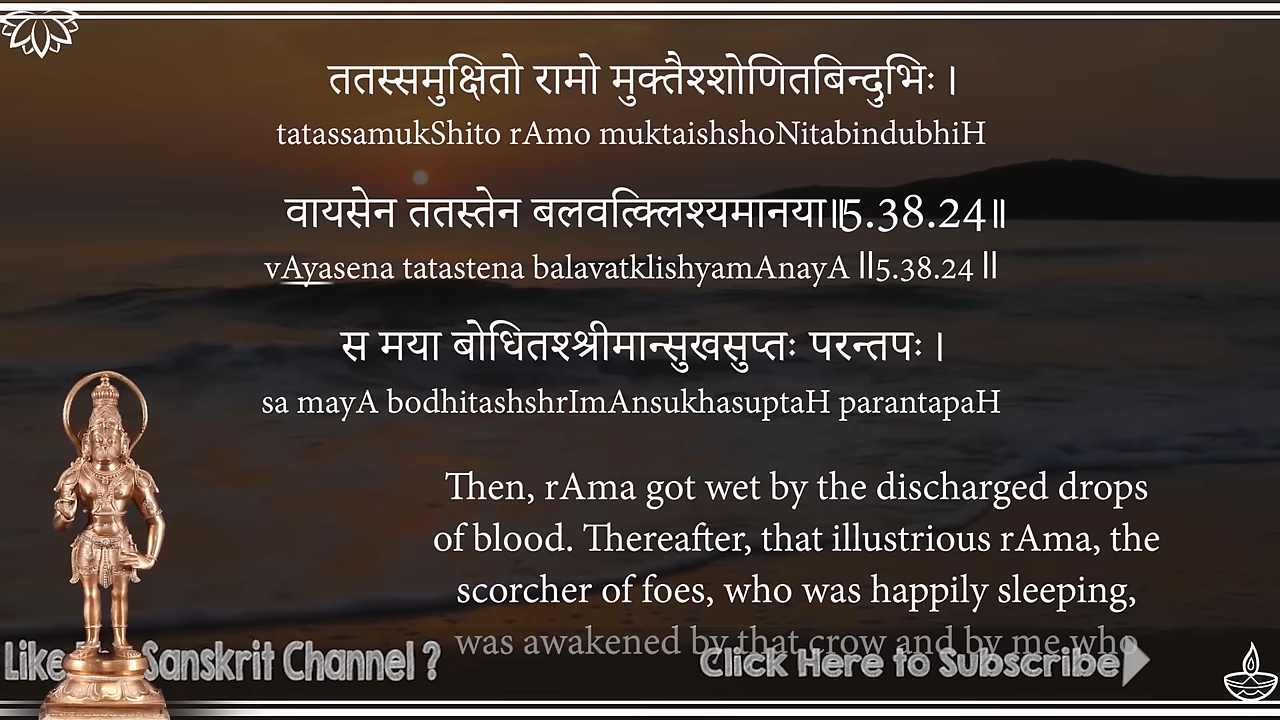 ततस्समुक्षितो रामो मुक्तैश्शोणितबिन्दुभिः ।
tatassamukShito rAmo muktaishshoNitabindubhiH
वायसेन ततस्तेन बलवत्क्लिश्यमानया॥5.38.24॥
vAyasena tatastena balavatklishyamAnayA ॥5.38.24 ॥
स मया बोधितश्श्रीमान्सुखसुप्तः परन्तपः ।
sa mayA bodhitashshrImAnsukhasuptaH parantapaH
Then, rAma got wet by the discharged drops
of blood. Thereafter, that illustrious rAma, the
scorcher of foes, who was happily sleeping,
was awakened by that crow and by me who
Like Sanskrit Channel ?
Click Here to Subscribe